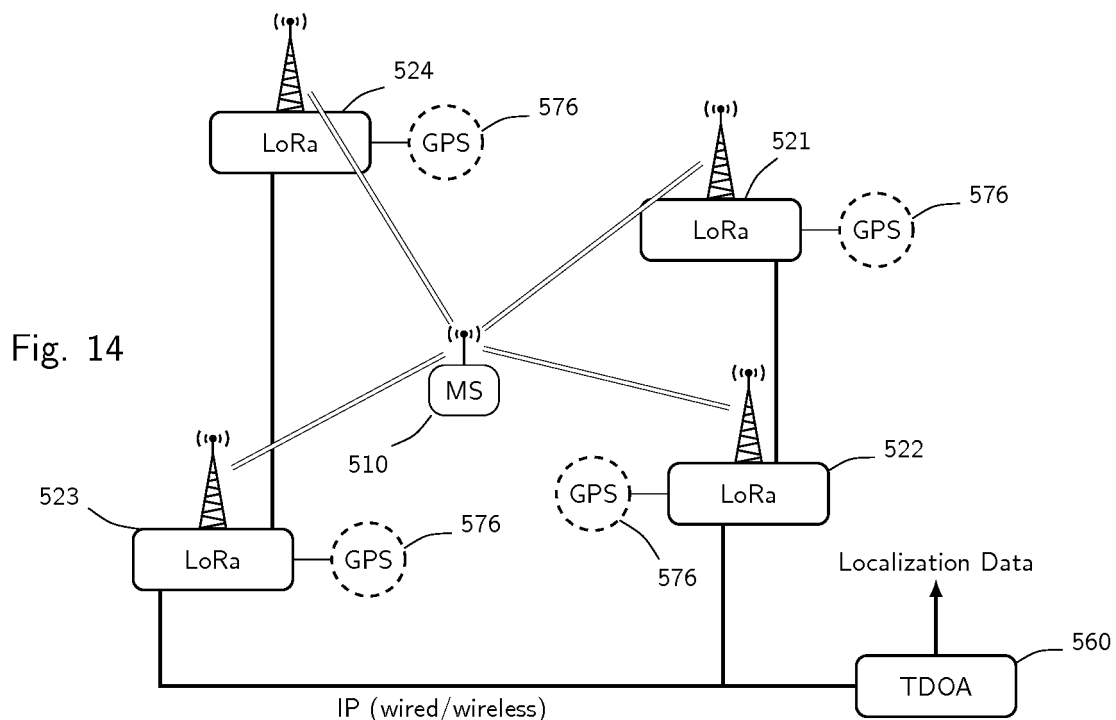 524
LoRa
GPS
576
521
LoRa
GPS
576
Fig. 14
MS
510
523
LoRa
GPS
576
522
GPS
LoRa
576
Localization Data
560
TDOA
IP (wired/wireless)